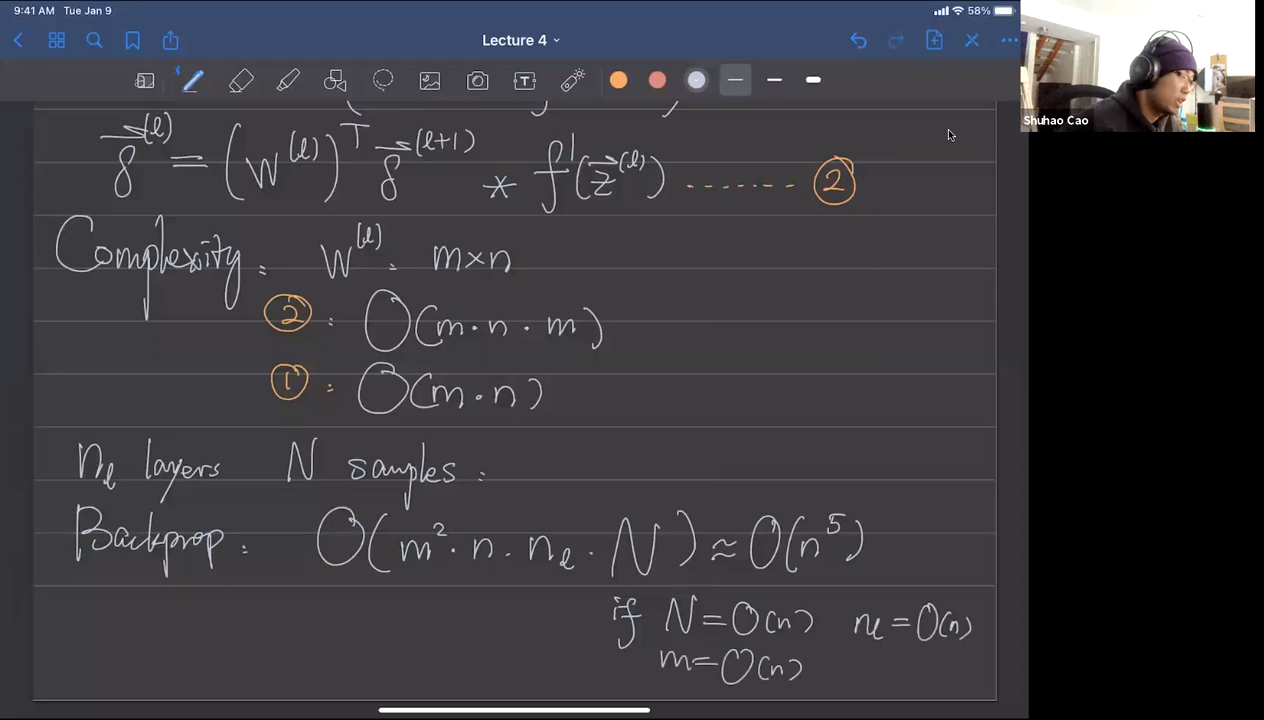 9:41 AM Tue Jan 9
58%
Lecture 4
Shuhao Cao
δ⃗^(l) = (W^(l))^T δ⃗^(l+1) * f'(z⃗^(l)) ....... ②
Complexity: W^(l): m×n
②: O(m·n·m)
①: O(m·n)
n_l layers N samples:
Backprop: O(m²·n·n_l·N) ≈ O(n⁵)
if N=O(n) n_l=O(n)
m=O(n)